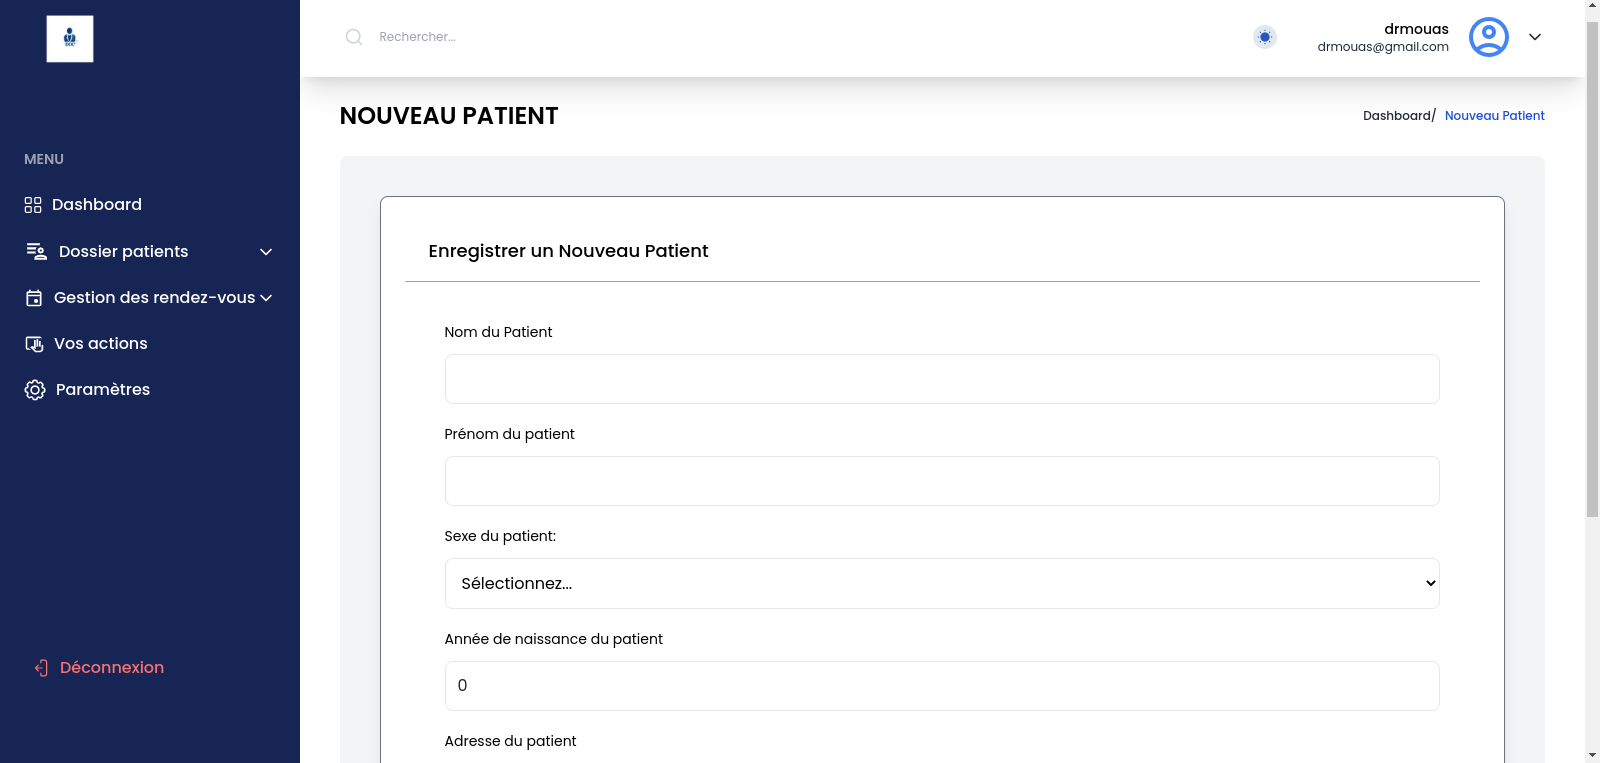 Rechercher...
drmouas
drmouas@gmail.com
NOUVEAU PATIENT
Dashboard/ Nouveau Patient
MENU
Dashboard
Dossier patients
Gestion des rendez-vous
Vos actions
Paramètres
Déconnexion
Enregistrer un Nouveau Patient
Nom du Patient
Prénom du patient
Sexe du patient:
Sélectionnez...
Année de naissance du patient
0
Adresse du patient